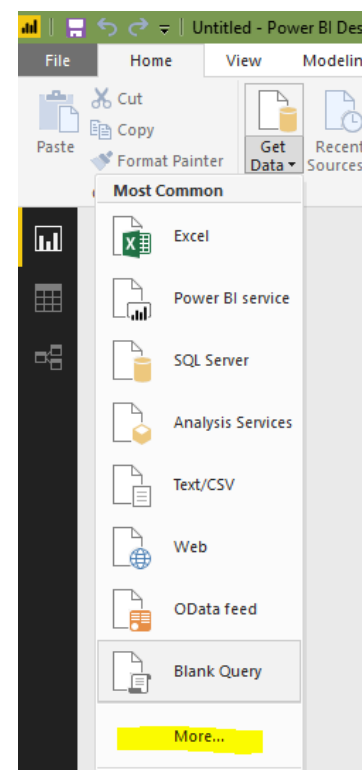 Untitled - Power BI Des
File Home View Modelin
Cut
Copy
Format Painter
Paste
Get Data
Recent Sources
Most Common
Excel
Power BI service
SQL Server
Analysis Services
Text/CSV
Web
OData feed
Blank Query
More...